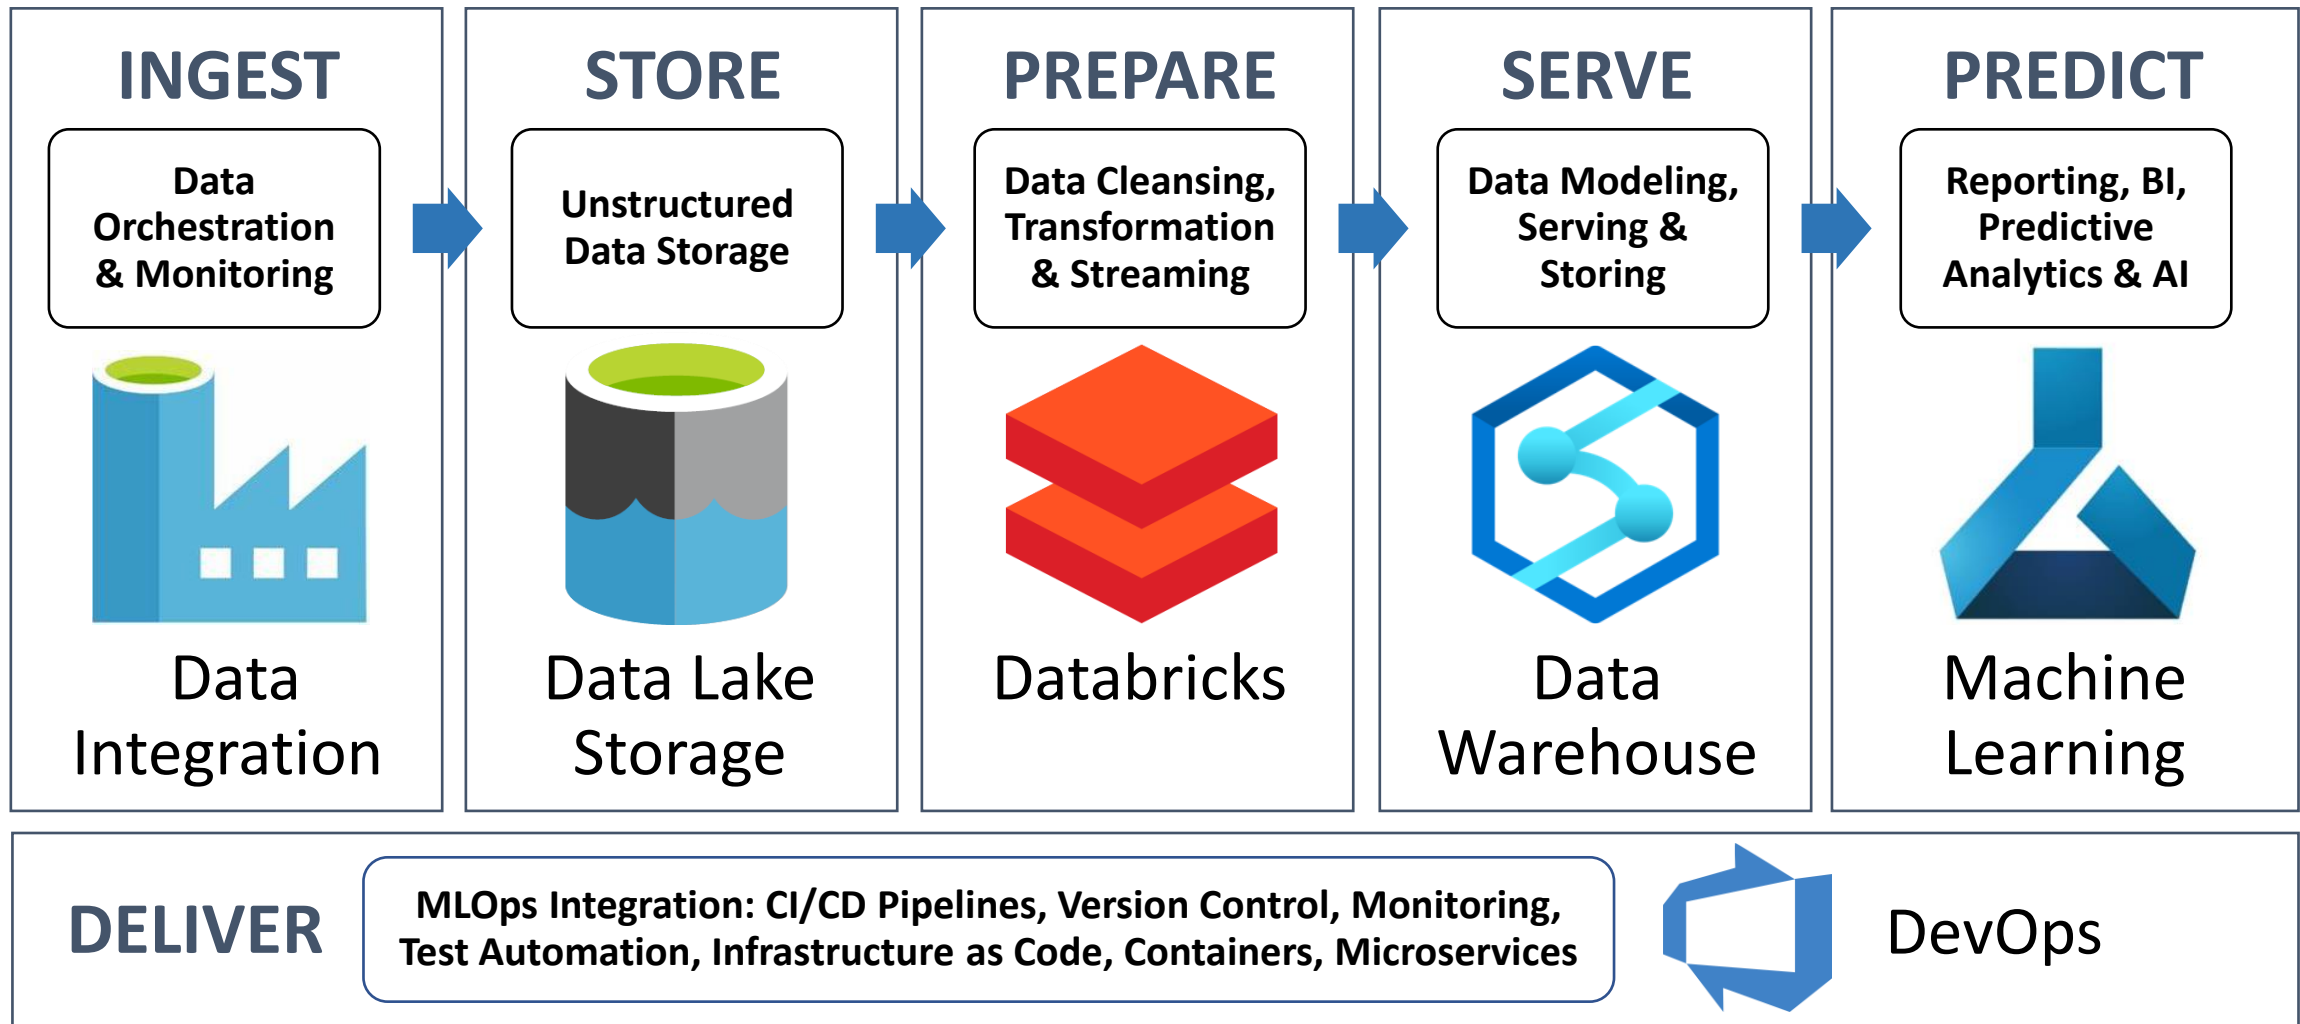 INGEST
Data
Orchestration
& Monitoring
Data
Integration
STORE
Unstructured
Data Storage
Data Lake
Storage
PREPARE
Data Cleansing,
Transformation
& Streaming
Databricks
SERVE
Data Modeling,
Serving &
Storing
Data
Warehouse
PREDICT
Reporting, BI,
Predictive
Analytics & AI
Machine
Learning
DELIVER
MLOps Integration: CI/CD Pipelines, Version Control, Monitoring,
Test Automation, Infrastructure as Code, Containers, Microservices
DevOps